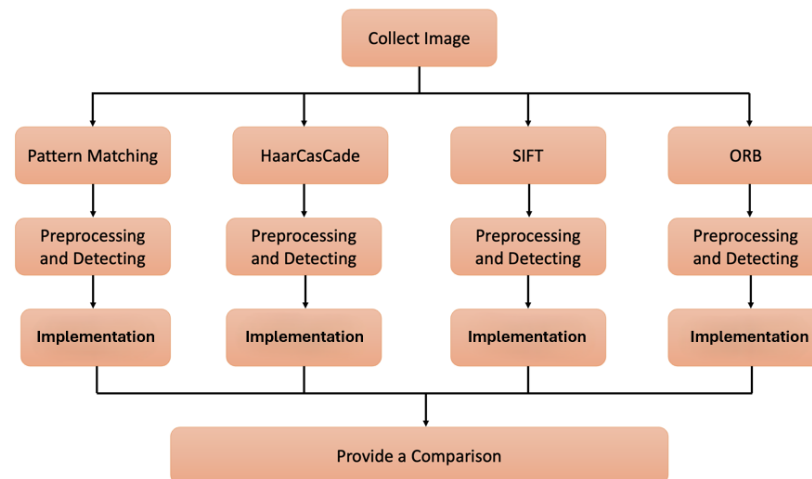 Collect Image
Pattern Matching
HaarCasCade
SIFT
ORB
Preprocessing
and Detecting
Preprocessing
and Detecting
Preprocessing
and Detecting
Preprocessing
and Detecting
Implementation
Implementation
Implementation
Implementation
Provide a Comparison